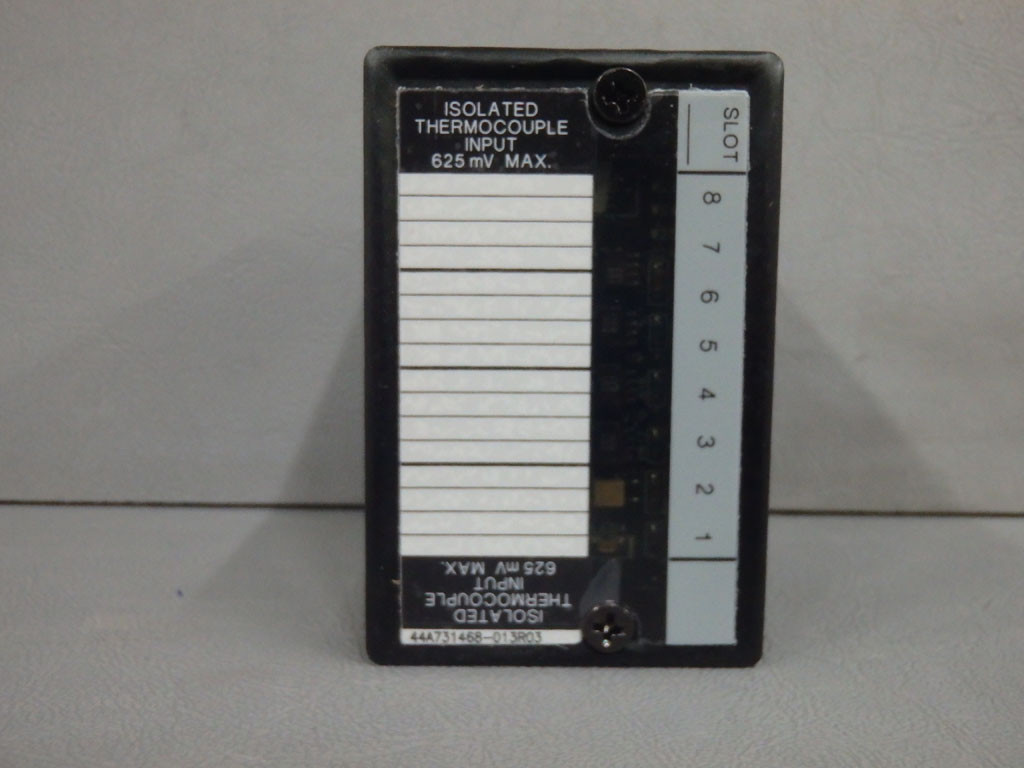 ISOLATED
THERMOCOUPLE
INPUT
625 mV MAX.
SLOT
8
7
6
5
4
3
2
1
ISOLATED
THERMOCOUPLE
INPUT
625 mV MAX.
44A731468-013R03